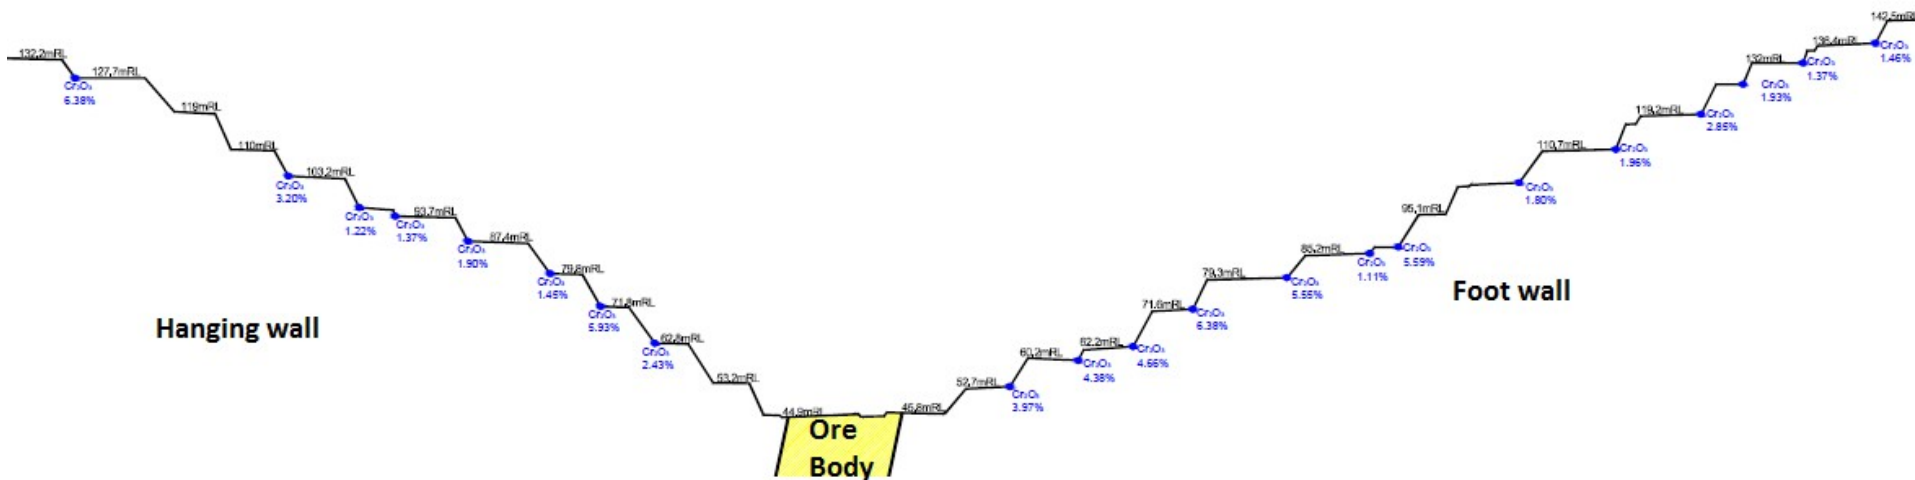 132.2mRL
127.7mRL
Cr₂O₃
6.38%
119mRL
110mRL
103.2mRL
Cr₂O₃
3.20%
Cr₂O₃
1.22%
93.7mRL
Cr₂O₃
1.37%
87.4mRL
Cr₂O₃
1.90%
79.8mRL
Cr₂O₃
1.45%
71.8mRL
Cr₂O₃
5.93%
62.8mRL
Cr₂O₃
2.43%
53.2mRL
44.9mRL
Hanging wall
Ore
Body
45.8mRL
52.7mRL
Cr₂O₃
3.97%
60.2mRL
Cr₂O₃
4.38%
62.2mRL
Cr₂O₃
4.66%
71.6mRL
Cr₂O₃
6.38%
79.3mRL
Cr₂O₃
5.55%
85.2mRL
Cr₂O₃
1.11%
Cr₂O₃
5.59%
95.1mRL
Cr₂O₃
1.80%
110.7mRL
Cr₂O₃
1.96%
119.2mRL
Cr₂O₃
2.85%
Cr₂O₃
1.93%
132mRL
Cr₂O₃
1.37%
136.4mRL
Cr₂O₃
1.46%
142.5mRL
Foot wall